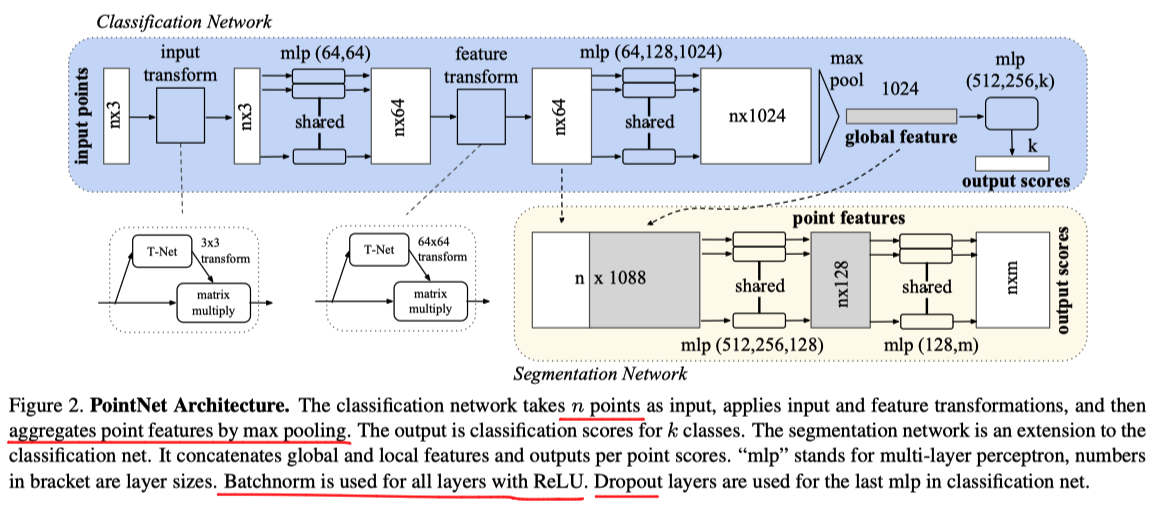 Classification Network
input points
nx3
input
transform
nx3
mlp (64,64)
shared
nx64
feature
transform
nx64
mlp (64,128,1024)
shared
nx1024
max
pool
1024
global feature
mlp
(512,256,k)
k
output scores
T-Net
3x3
transform
matrix
multiply
T-Net
64x64
transform
matrix
multiply
point features
n x 1088
shared
nx128
shared
nxm
output scores
mlp (512,256,128)
mlp (128,m)
Segmentation Network
Figure 2. PointNet Architecture. The classification network takes n points as input, applies input and feature transformations, and then
aggregates point features by max pooling. The output is classification scores for k classes. The segmentation network is an extension to the
classification net. It concatenates global and local features and outputs per point scores. “mlp” stands for multi-layer perceptron, numbers
in bracket are layer sizes. Batchnorm is used for all layers with ReLU. Dropout layers are used for the last mlp in classification net.